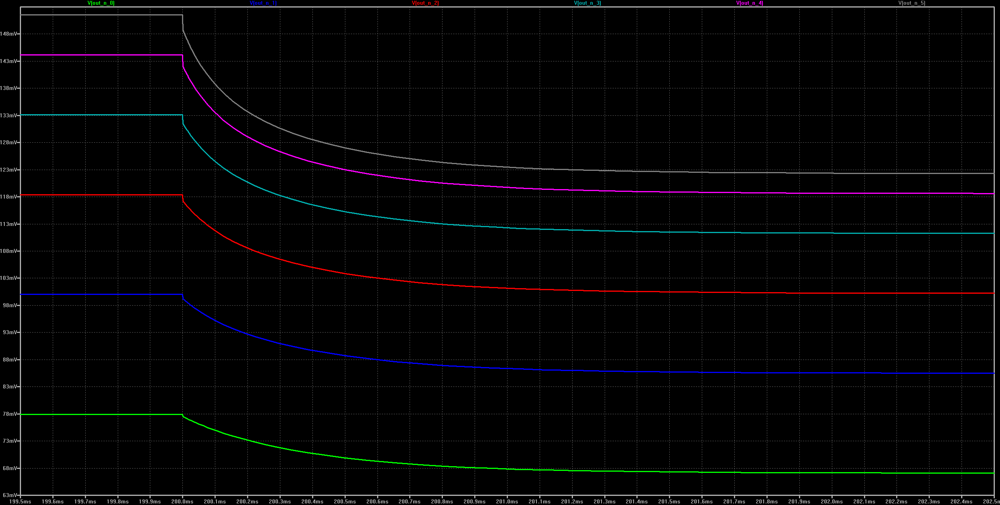 V(out_n_0) V(out_n_1) V(out_n_2) V(out_n_3) V(out_n_4) V(out_n_5)
148mV
143mV
138mV
133mV
128mV
123mV
118mV
113mV
108mV
103mV
98mV
93mV
88mV
83mV
78mV
73mV
68mV
63mV
199.5ms 199.6ms 199.7ms 199.8ms 199.9ms 200.0ms 200.1ms 200.2ms 200.3ms 200.4ms 200.5ms 200.6ms 200.7ms 200.8ms 200.9ms 201.0ms 201.1ms 201.2ms 201.3ms 201.4ms 201.5ms 201.6ms 201.7ms 201.8ms 201.9ms 202.0ms 202.1ms 202.2ms 202.3ms 202.4ms 202.5m